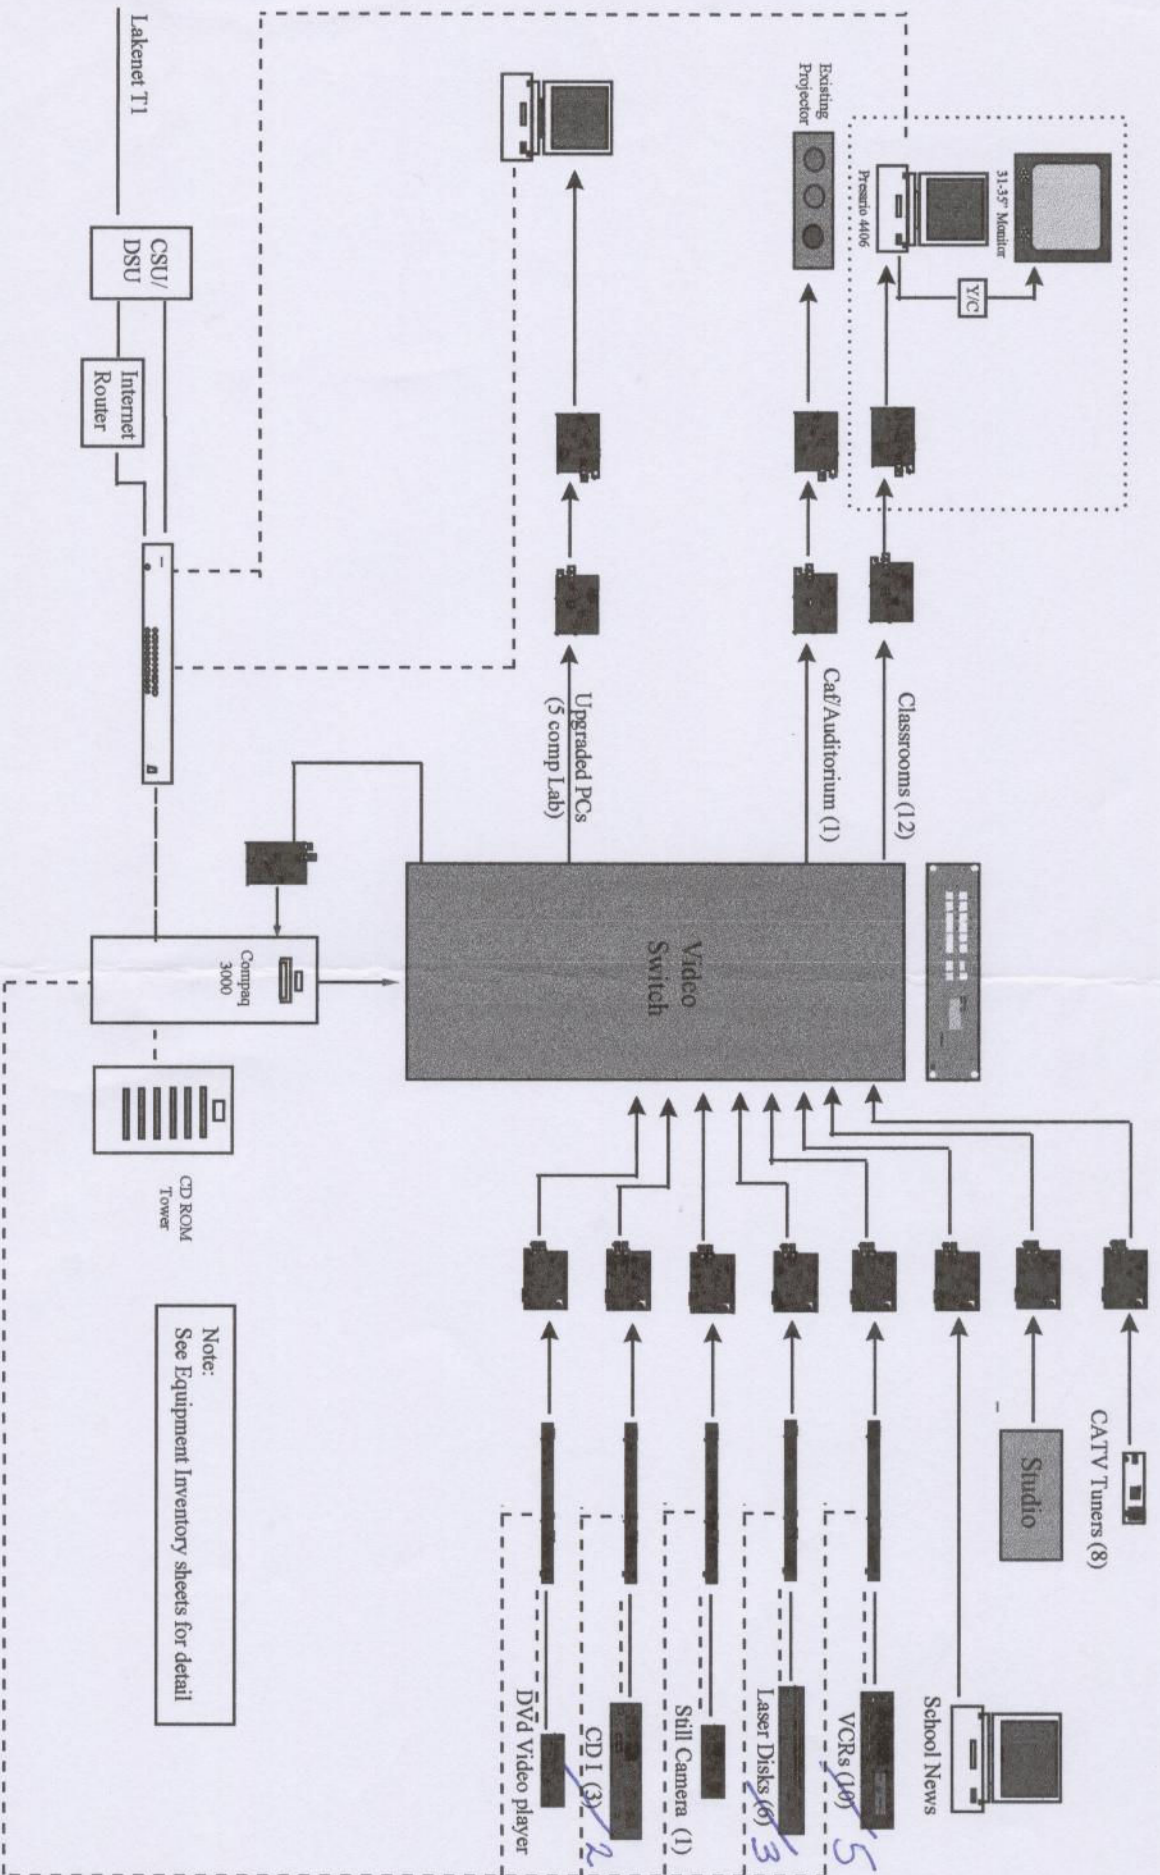 Lakenet T1
CSU/
DSU
Internet
Router
Existing
Projector
31-35" Monitor
Presario 4406
Y/C
Upgraded PCs
(5 comp Lab)
Caf/Auditorium (1)
Classrooms (12)
Video
Switch
Compaq
3000
CD ROM
Tower
CATV Tuners (8)
Studio
School News
VCRs (10) 5
Laser Disks (6) 3
Still Camera (1)
CD I (3) 2
DVd Video player
Note:
See Equipment Inventory sheets for detail